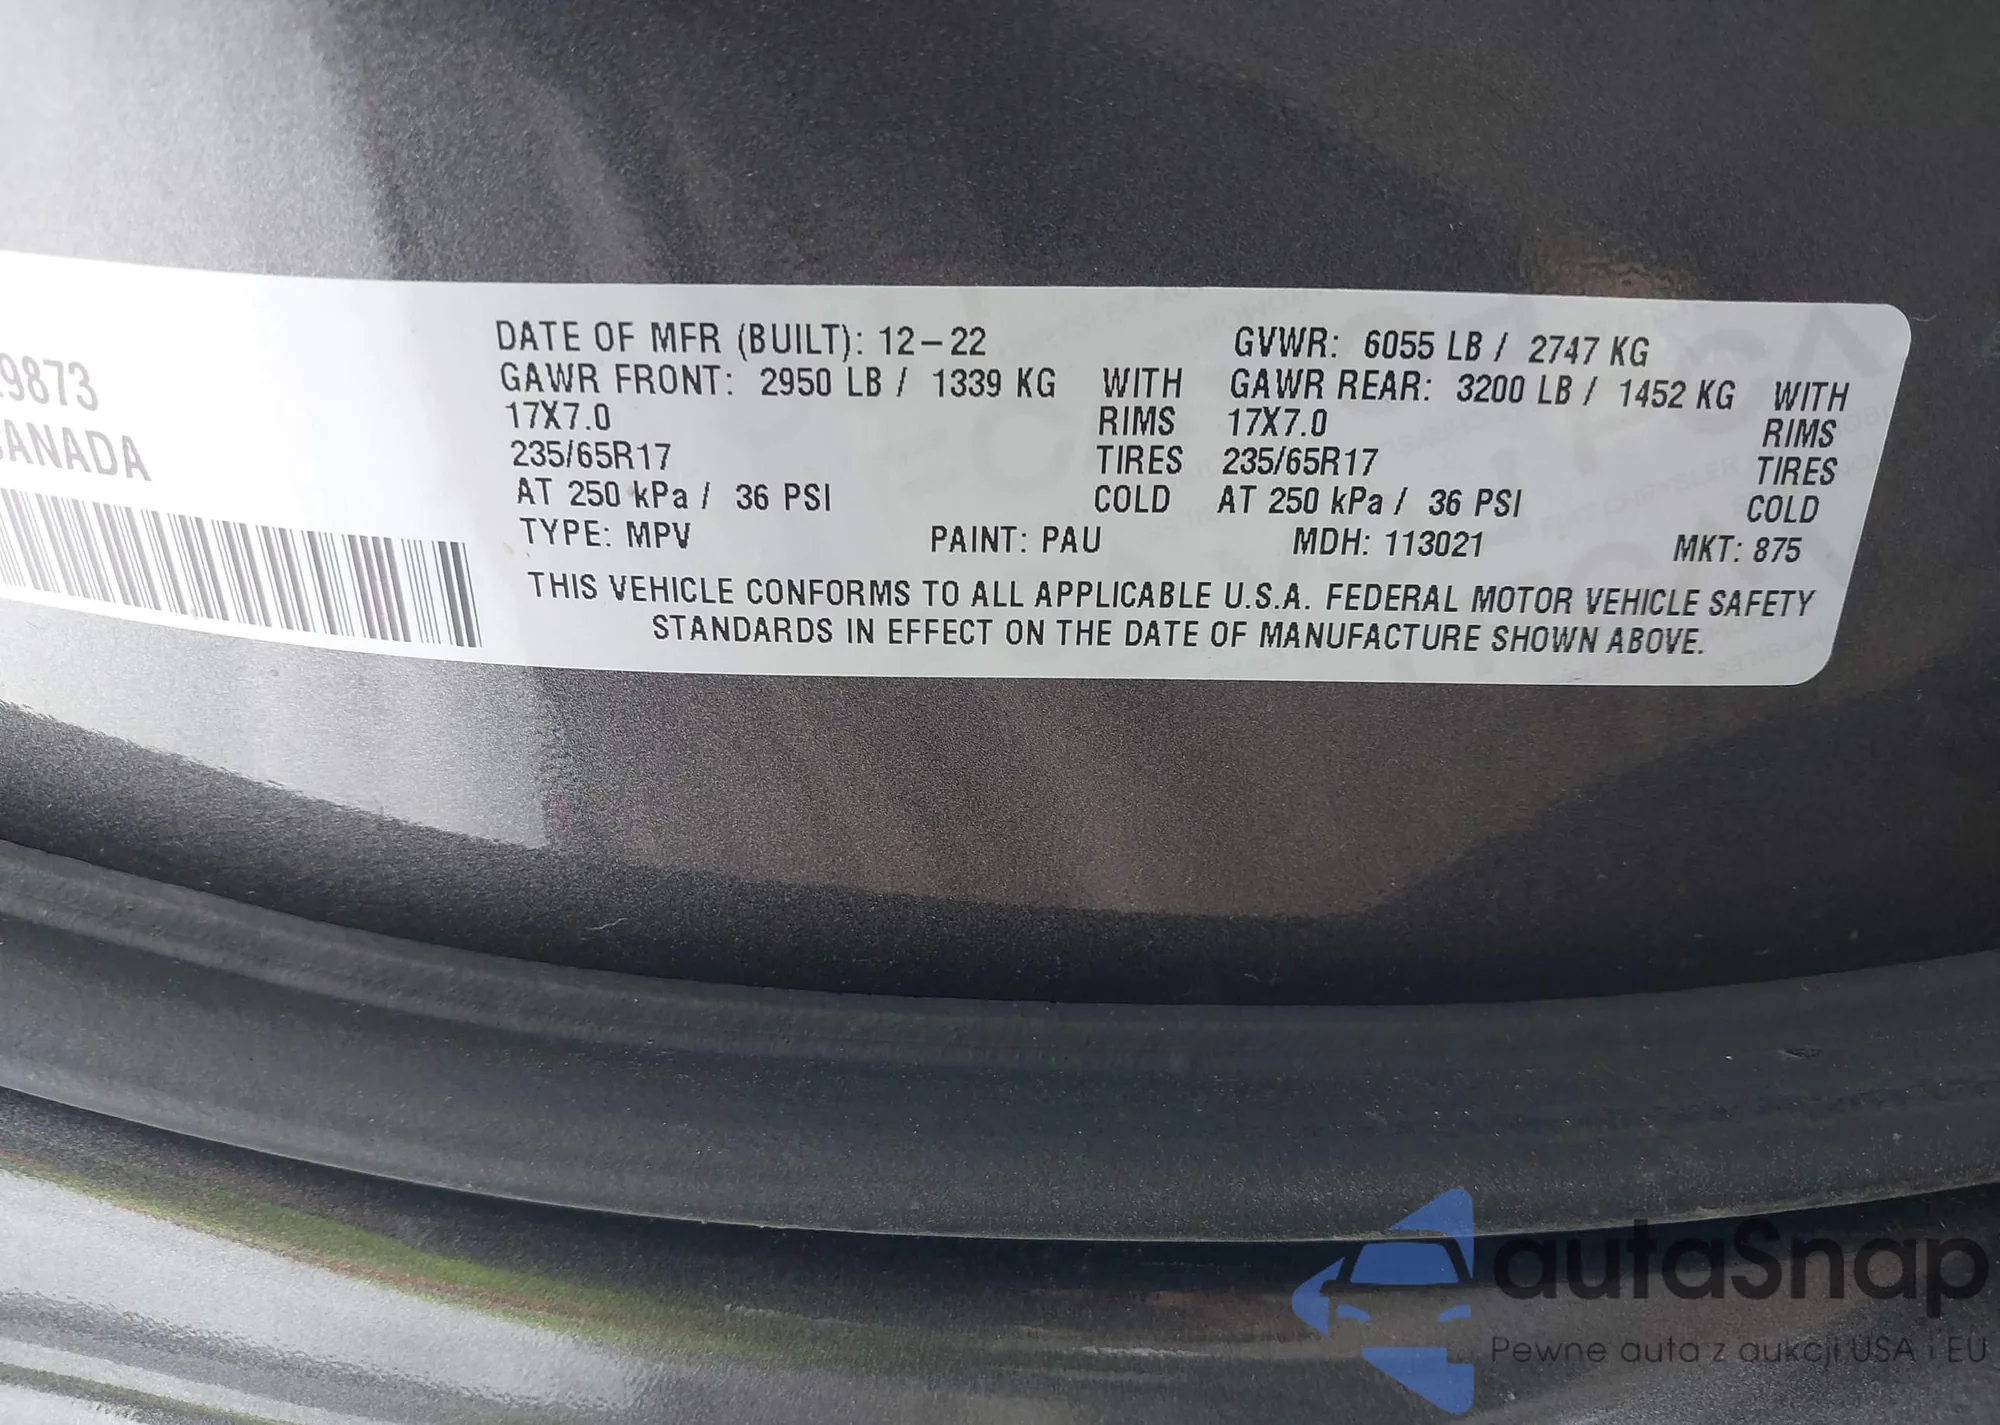 9873
CANADA
DATE OF MFR (BUILT): 12-22 GVWR: 6055 LB / 2747 KG
GAWR FRONT: 2950 LB / 1339 KG WITH GAWR REAR: 3200 LB / 1452 KG WITH
17X7.0 RIMS 17X7.0 RIMS
235/65R17 TIRES 235/65R17 TIRES
AT 250 kPa / 36 PSI COLD AT 250 kPa / 36 PSI COLD
TYPE: MPV PAINT: PAU MDH: 113021 MKT: 875
THIS VEHICLE CONFORMS TO ALL APPLICABLE U.S.A. FEDERAL MOTOR VEHICLE SAFETY
STANDARDS IN EFFECT ON THE DATE OF MANUFACTURE SHOWN ABOVE.
autaSnap
Pewne auta z aukcji USA i EU